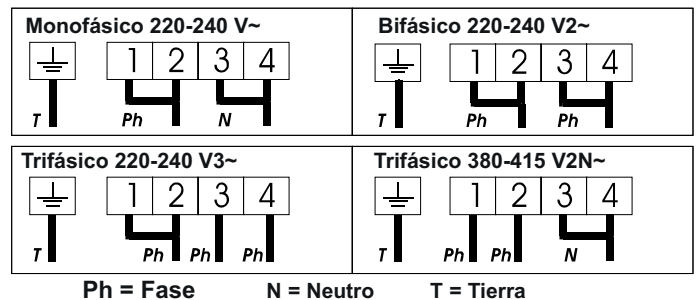 Monofásico 220-240 V~
1 2 3 4
T Ph N
Bifásico 220-240 V2~
1 2 3 4
T Ph Ph
Trifásico 220-240 V3~
1 2 3 4
T Ph Ph Ph
Trifásico 380-415 V2N~
1 2 3 4
T Ph Ph N
Ph = Fase N = Neutro T = Tierra